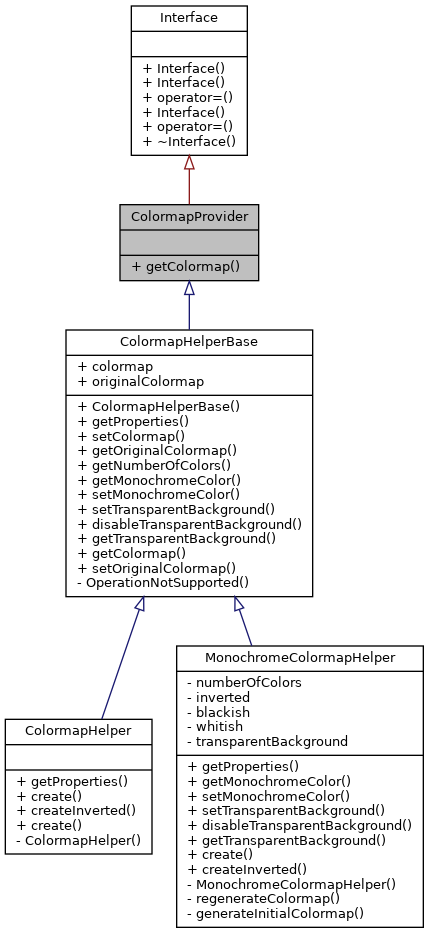 Interface
+ Interface()
+ Interface()
+ operator=()
+ Interface()
+ operator=()
+ ~Interface()
ColormapProvider
+ getColormap()
ColormapHelperBase
+ colormap
+ originalColormap
+ ColormapHelperBase()
+ getProperties()
+ setColormap()
+ getOriginalColormap()
+ getNumberOfColors()
+ getMonochromeColor()
+ setMonochromeColor()
+ setTransparentBackground()
+ disableTransparentBackground()
+ getTransparentBackground()
+ getColormap()
+ setOriginalColormap()
- OperationNotSupported()
ColormapHelper
+ getProperties()
+ create()
+ createInverted()
+ create()
- ColormapHelper()
MonochromeColormapHelper
- numberOfColors
- inverted
- blackish
- whitish
- transparentBackground
+ getProperties()
+ getMonochromeColor()
+ setMonochromeColor()
+ setTransparentBackground()
+ disableTransparentBackground()
+ getTransparentBackground()
+ create()
+ createInverted()
- MonochromeColormapHelper()
- regenerateColormap()
- generateInitialColormap()